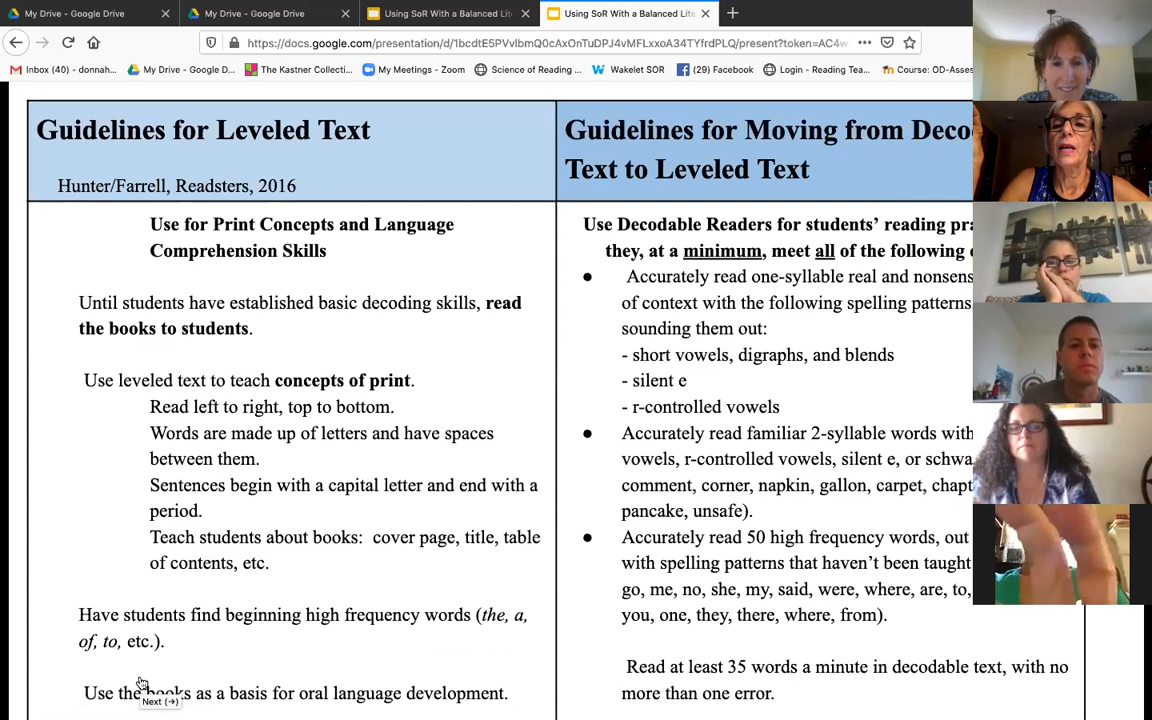 My Drive - Google Drive
My Drive - Google Drive
Using SoR With a Balanced Lite
Using SoR With a Balanced Lite
https://docs.google.com/presentation/d/1bcdtE5PVvIbmQ0cAxOnTuDPJ4vMFLxxoA34TYfrdPLQ/present?token=AC4w
Inbox (40) - donnah...
My Drive - Google D...
The Kastner Collecti...
My Meetings - Zoom
Science of Reading ...
Wakelet SOR
(29) Facebook
Login - Reading Tea...
Course: OD-Asses
Guidelines for Leveled Text
Hunter/Farrell, Readsters, 2016
Use for Print Concepts and Language
Comprehension Skills
Until students have established basic decoding skills, read
the books to students.
Use leveled text to teach concepts of print.
Read left to right, top to bottom.
Words are made up of letters and have spaces
between them.
Sentences begin with a capital letter and end with a
period.
Teach students about books: cover page, title, table
of contents, etc.
Have students find beginning high frequency words (the, a,
of, to, etc.).
Use the books as a basis for oral language development.
Next (→)
Guidelines for Moving from Deco
Text to Leveled Text
Use Decodable Readers for students' reading pra
they, at a minimum, meet all of the following
● Accurately read one-syllable real and nonsens
of context with the following spelling patterns
sounding them out:
- short vowels, digraphs, and blends
- silent e
- r-controlled vowels
● Accurately read familiar 2-syllable words with
vowels, r-controlled vowels, silent e, or schwa
comment, corner, napkin, gallon, carpet, chapt
pancake, unsafe).
● Accurately read 50 high frequency words, out
with spelling patterns that haven't been taught
go, me, no, she, my, said, were, where, are, to,
you, one, they, there, where, from).
Read at least 35 words a minute in decodable text, with no
more than one error.